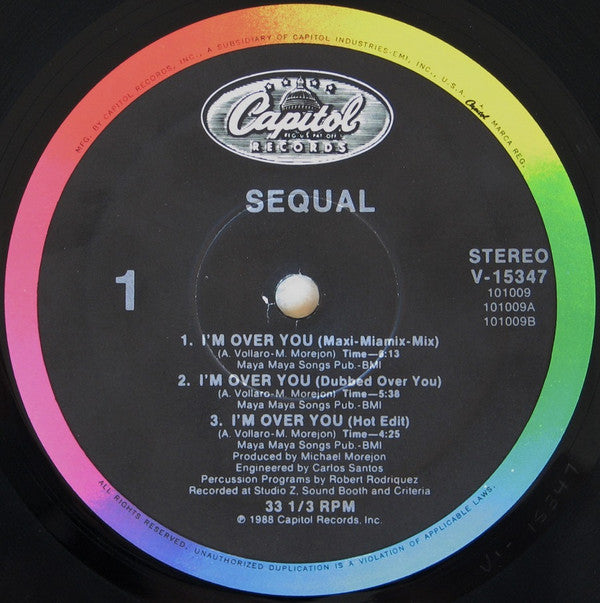 MFG. BY CAPITOL RECORDS, INC., A SUBSIDIARY OF CAPITOL INDUSTRIES-EMI, INC., U.S.A. Capitol MARCA REG.
Capitol
REG. U.S. PAT. OFF.
RECORDS
SEQUAL
1
STEREO
V-15347
101009
101009A
101009B
1. I'M OVER YOU (Maxi-Miamix-Mix)
(A. Vollaro-M. Morejon) Time—8:13
Maya Maya Songs Pub.-BMI
2. I'M OVER YOU (Dubbed Over You)
(A. Vollaro-M. Morejon) Time—5:38
Maya Maya Songs Pub.-BMI
3. I'M OVER YOU (Hot Edit)
(A. Vollaro-M. Morejon) Time—4:25
Maya Maya Songs Pub.-BMI
Produced by Michael Morejon
Engineered by Carlos Santos
Percussion Programs by Robert Rodriquez
Recorded at Studio Z, Sound Booth and Criteria
33 1/3 RPM
℗ 1988 Capitol Records, Inc.
ALL RIGHTS RESERVED. UNAUTHORIZED DUPLICATION IS A VIOLATION OF APPLICABLE LAWS.